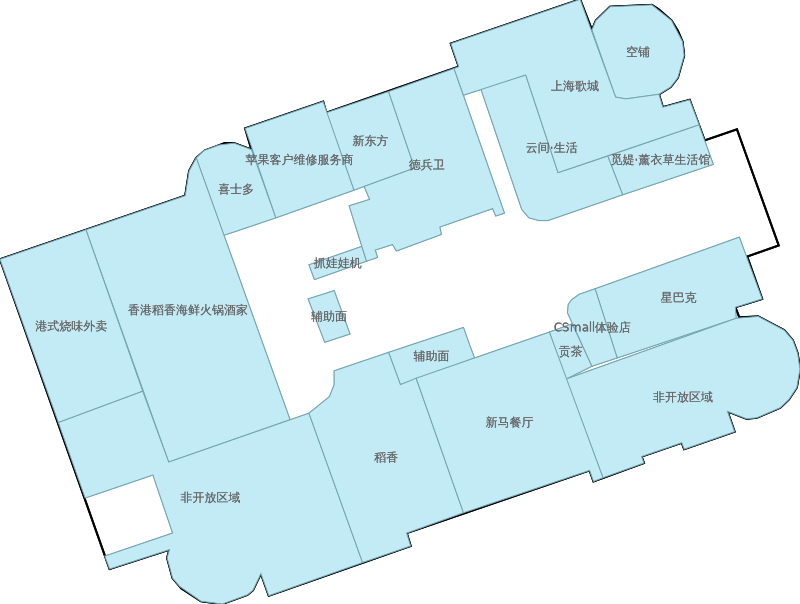 空铺
上海歌城
新东方
云间·生活
苹果客户维修服务商
觅媞·薰衣草生活馆
德兵卫
喜士多
抓娃娃机
星巴克
香港稻香海鲜火锅酒家
辅助面
港式烧味外卖
CSmall体验店
贡茶
辅助面
非开放区域
新马餐厅
稻香
非开放区域